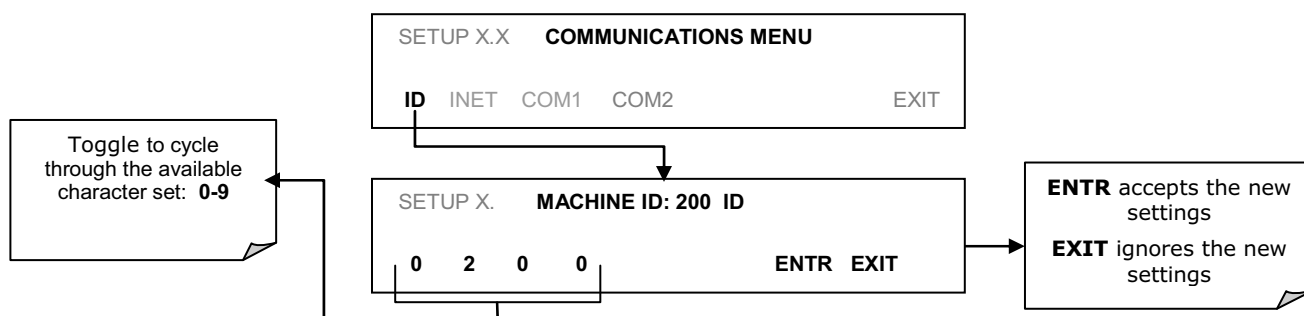 SETUP X.X COMMUNICATIONS MENU
ID INET COM1 COM2 EXIT
Toggle to cycle
through the available
character set: 0-9
SETUP X. MACHINE ID: 200 ID
0 2 0 0 ENTR EXIT
ENTR accepts the new
settings
EXIT ignores the new
settings